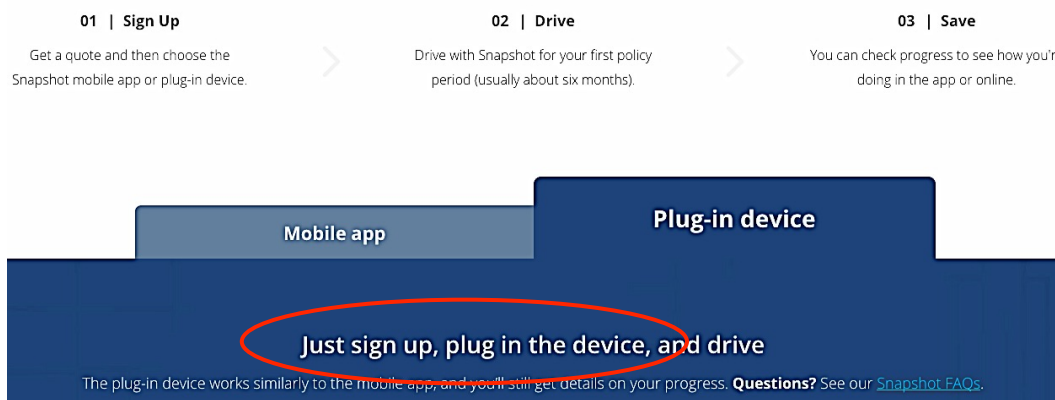 01 | Sign Up
Get a quote and then choose the
Snapshot mobile app or plug-in device.
02 | Drive
Drive with Snapshot for your first policy
period (usually about six months).
03 | Save
You can check progress to see how you'r
doing in the app or online.
Mobile app
Plug-in device
Just sign up, plug in the device, and drive
The plug-in device works similarly to the mobile app, and you'll still get details on your progress. Questions? See our Snapshot FAQs.